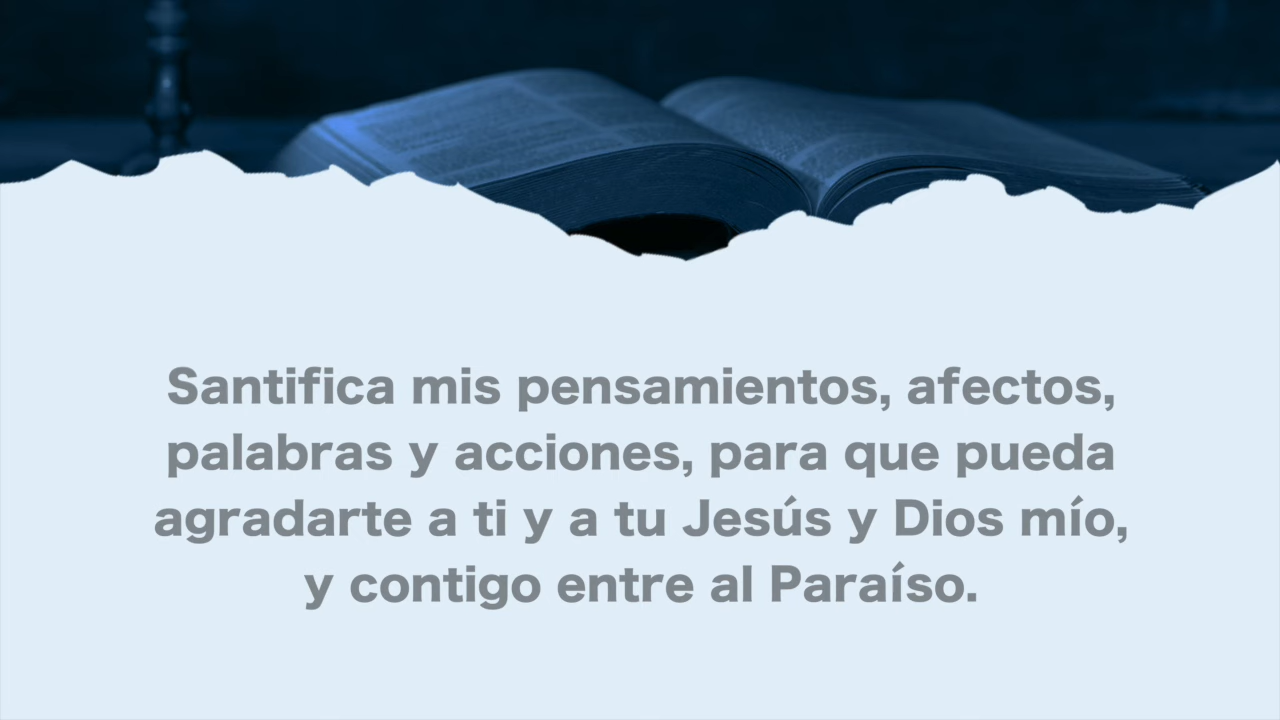 Santifica mis pensamientos, afectos,
palabras y acciones, para que pueda
agradarte a ti y a tu Jesús y Dios mío,
y contigo entre al Paraíso.